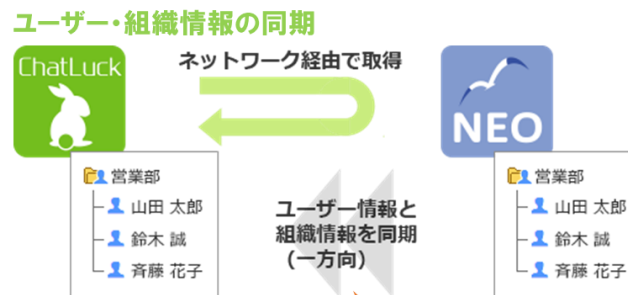 ユーザー・組織情報の同期
ChatLuck
ネットワーク経由で取得
NEO
営業部
山田 太郎
鈴木 誠
斉藤 花子
ユーザー情報と
組織情報を同期
(一方向)
営業部
山田 太郎
鈴木 誠
斉藤 花子